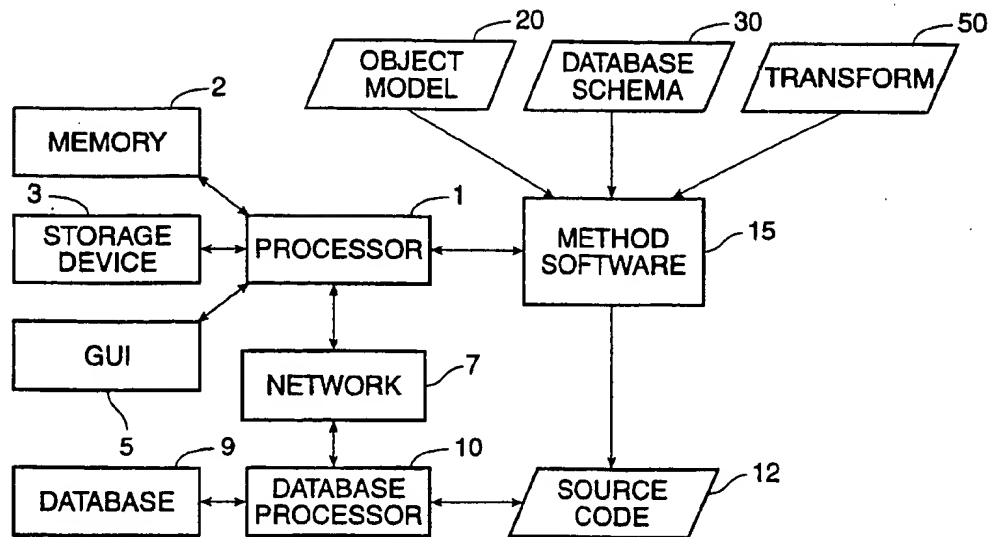 20
30
50
OBJECT
MODEL
DATABASE
SCHEMA
TRANSFORM
2
MEMORY
3
STORAGE
DEVICE
1
PROCESSOR
METHOD
SOFTWARE
15
GUI
5
NETWORK
7
9
DATABASE
10
DATABASE
PROCESSOR
SOURCE
CODE
12